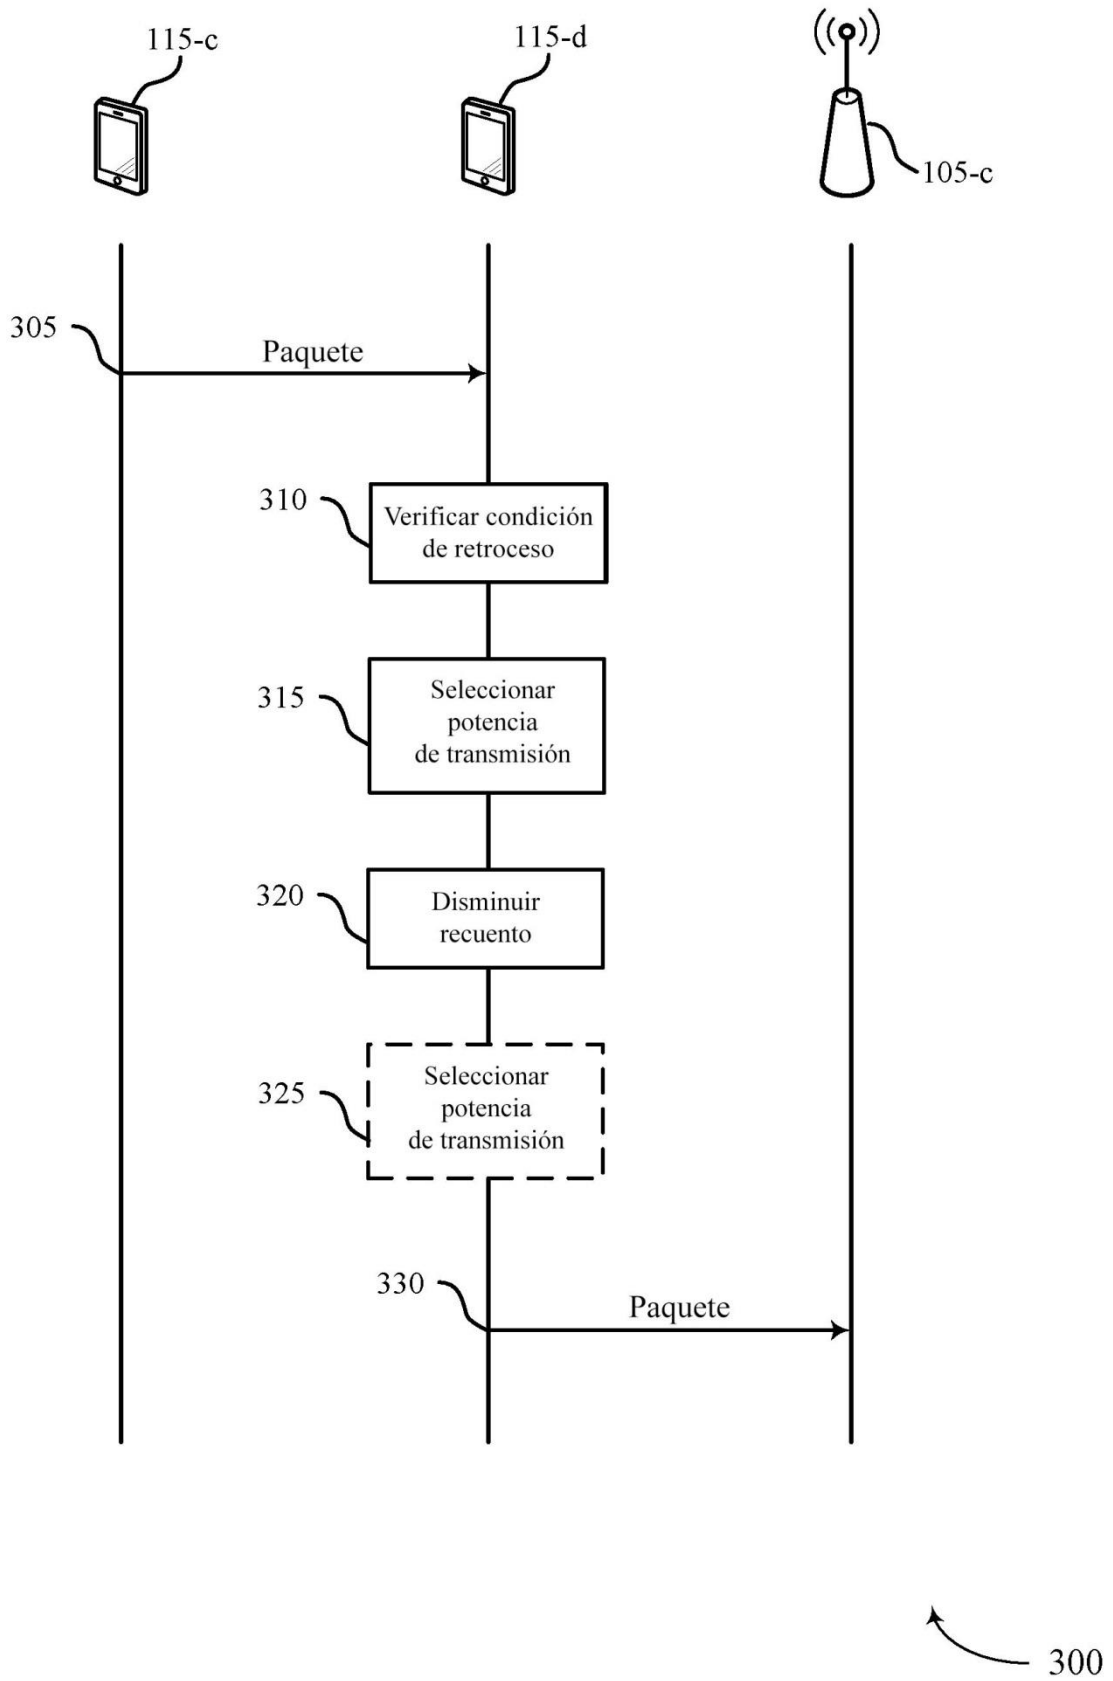 115-c
115-d
105-c
305
Paquete
310
Verificar condición
de retroceso
315
Seleccionar
potencia
de transmisión
320
Disminuir
recuento
325
Seleccionar
potencia
de transmisión
330
Paquete
300